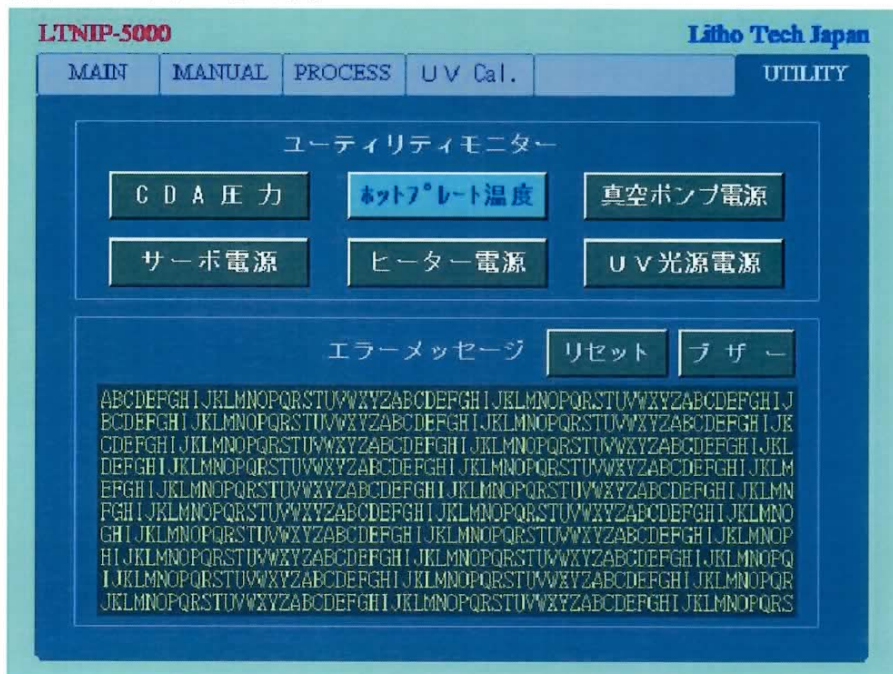 LTNIP-5000 Litho Tech Japan
MAIN MANUAL PROCESS UV Cal. UTILITY
ユーティリティモニター
CDA圧力 ホットプレート温度 真空ポンプ電源
サーボ電源 ヒーター電源 UV光源電源
エラーメッセージ リセット ブザー
ABCDEFGHIJKLMNOPQRSTUVWXYZABCDEFGHIJKLMNOPQRSTUVWXYZABCDEFGHIJ
BCDEFGHIJKLMNOPQRSTUVWXYZABCDEFGHIJKLMNOPQRSTUVWXYZABCDEFGHIJK
CDEFGHIJKLMNOPQRSTUVWXYZABCDEFGHIJKLMNOPQRSTUVWXYZABCDEFGHIJKL
DEFGHIJKLMNOPQRSTUVWXYZABCDEFGHIJKLMNOPQRSTUVWXYZABCDEFGHIJKLM
EFGHIJKLMNOPQRSTUVWXYZABCDEFGHIJKLMNOPQRSTUVWXYZABCDEFGHIJKLMN
FGHIJKLMNOPQRSTUVWXYZABCDEFGHIJKLMNOPQRSTUVWXYZABCDEFGHIJKLMNO
GHIJKLMNOPQRSTUVWXYZABCDEFGHIJKLMNOPQRSTUVWXYZABCDEFGHIJKLMNOP
HIJKLMNOPQRSTUVWXYZABCDEFGHIJKLMNOPQRSTUVWXYZABCDEFGHIJKLMNOPQ
IJKLMNOPQRSTUVWXYZABCDEFGHIJKLMNOPQRSTUVWXYZABCDEFGHIJKLMNOPQR
JKLMNOPQRSTUVWXYZABCDEFGHIJKLMNOPQRSTUVWXYZABCDEFGHIJKLMNOPQRS